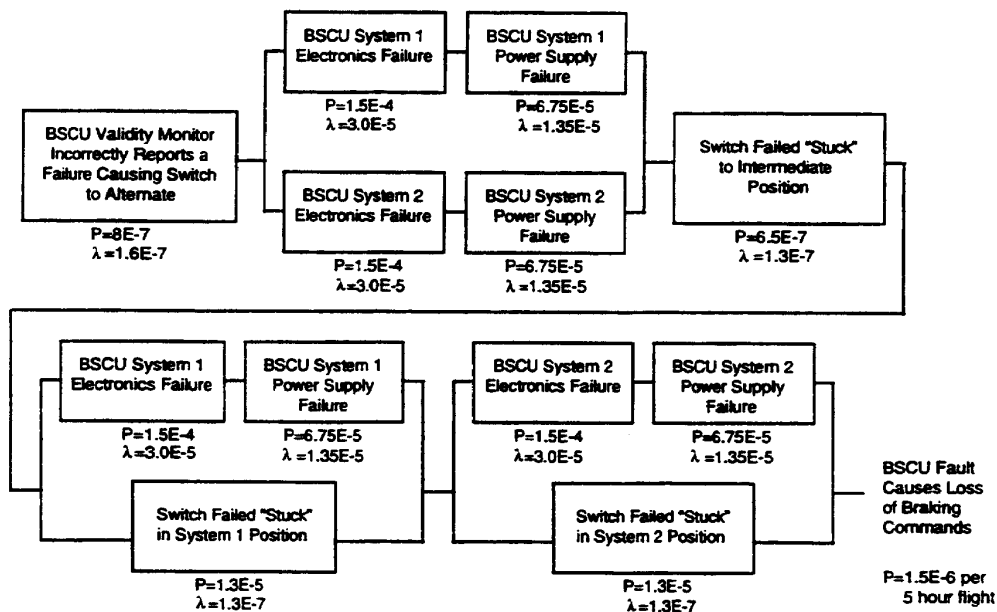 BSCU System 1
Electronics Failure
P=1.5E-4
λ=3.0E-5
BSCU System 1
Power Supply
Failure
P=6.75E-5
λ=1.35E-5
BSCU Validity Monitor
Incorrectly Reports a
Failure Causing Switch
to Alternate
P=8E-7
λ=1.6E-7
BSCU System 2
Electronics Failure
P=1.5E-4
λ=3.0E-5
BSCU System 2
Power Supply
Failure
P=6.75E-5
λ=1.35E-5
Switch Failed "Stuck"
to Intermediate
Position
P=6.5E-7
λ=1.3E-7
BSCU System 1
Electronics Failure
P=1.5E-4
λ=3.0E-5
BSCU System 1
Power Supply
Failure
P=6.75E-5
λ=1.35E-5
Switch Failed "Stuck"
in System 1 Position
P=1.3E-5
λ=1.3E-7
BSCU System 2
Electronics Failure
P=1.5E-4
λ=3.0E-5
BSCU System 2
Power Supply
Failure
P=6.75E-5
λ=1.35E-5
Switch Failed "Stuck"
in System 2 Position
P=1.3E-5
λ=1.3E-7
BSCU Fault
Causes Loss
of Braking
Commands
P=1.5E-6 per
5 hour flight